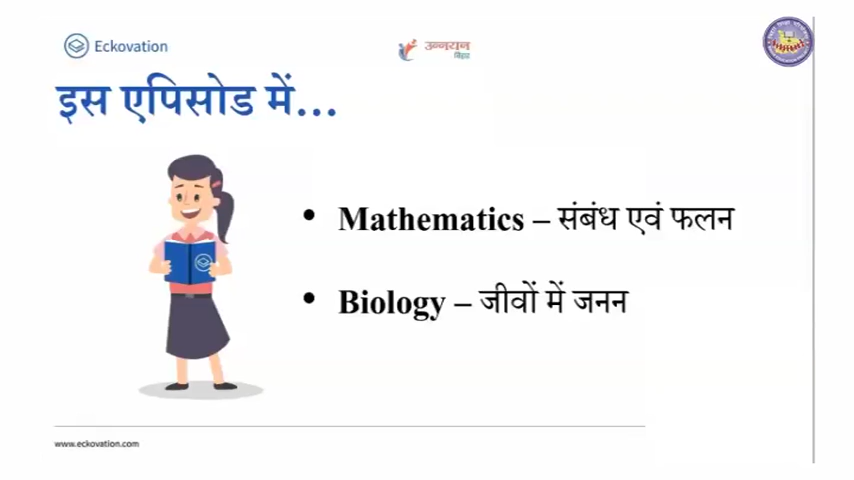 Eckovation
उन्नयन
बिहार
इस एपिसोड में...
• Mathematics – संबंध एवं फलन
• Biology – जीवों में जनन
www.eckovation.com